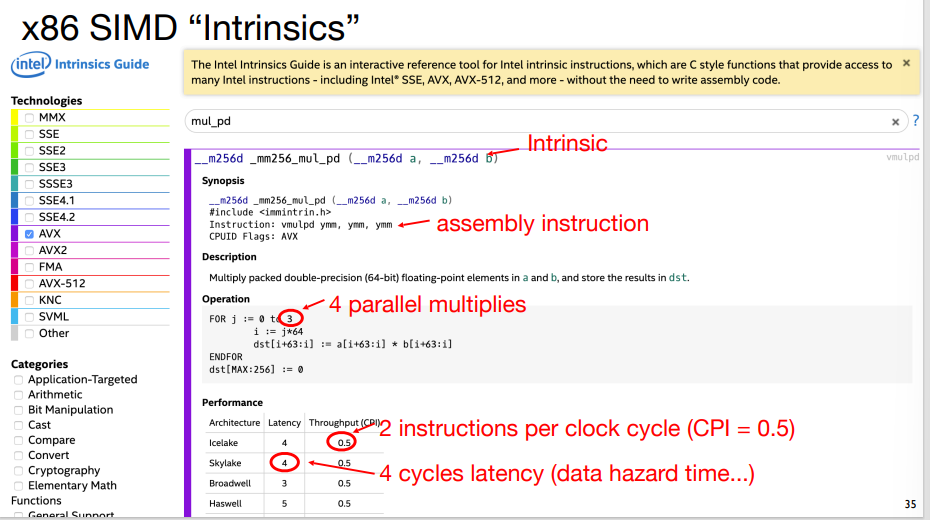 x86 SIMD “Intrinsics”
intel Intrinsics Guide
The Intel Intrinsics Guide is an interactive reference tool for Intel intrinsic instructions, which are C style functions that provide access to
many Intel instructions - including Intel® SSE, AVX, AVX-512, and more - without the need to write assembly code.
×
Technologies
MMX
SSE
SSE2
SSE3
SSSE3
SSE4.1
SSE4.2
AVX
AVX2
FMA
AVX-512
KNC
SVML
Other
Categories
Application-Targeted
Arithmetic
Bit Manipulation
Cast
Compare
Convert
Cryptography
Elementary Math
Functions
General Support
mul_pd
× ?
Intrinsic
__m256d _mm256_mul_pd (__m256d a, __m256d b)
vmulpd
Synopsis
__m256d _mm256_mul_pd (__m256d a, __m256d b)
#include <immintrin.h>
Instruction: vmulpd ymm, ymm, ymm
assembly instruction
CPUID Flags: AVX
Description
Multiply packed double-precision (64-bit) floating-point elements in a and b, and store the results in dst.
Operation
4 parallel multiplies
FOR j := 0 to 3
i := j*64
dst[i+63:i] := a[i+63:i] * b[i+63:i]
ENDFOR
dst[MAX:256] := 0
Performance
Architecture Latency Throughput (CPI)
2 instructions per clock cycle (CPI = 0.5)
Icelake 4 0.5
Skylake 4 0.5
4 cycles latency (data hazard time...)
Broadwell 3 0.5
Haswell 5 0.5
35